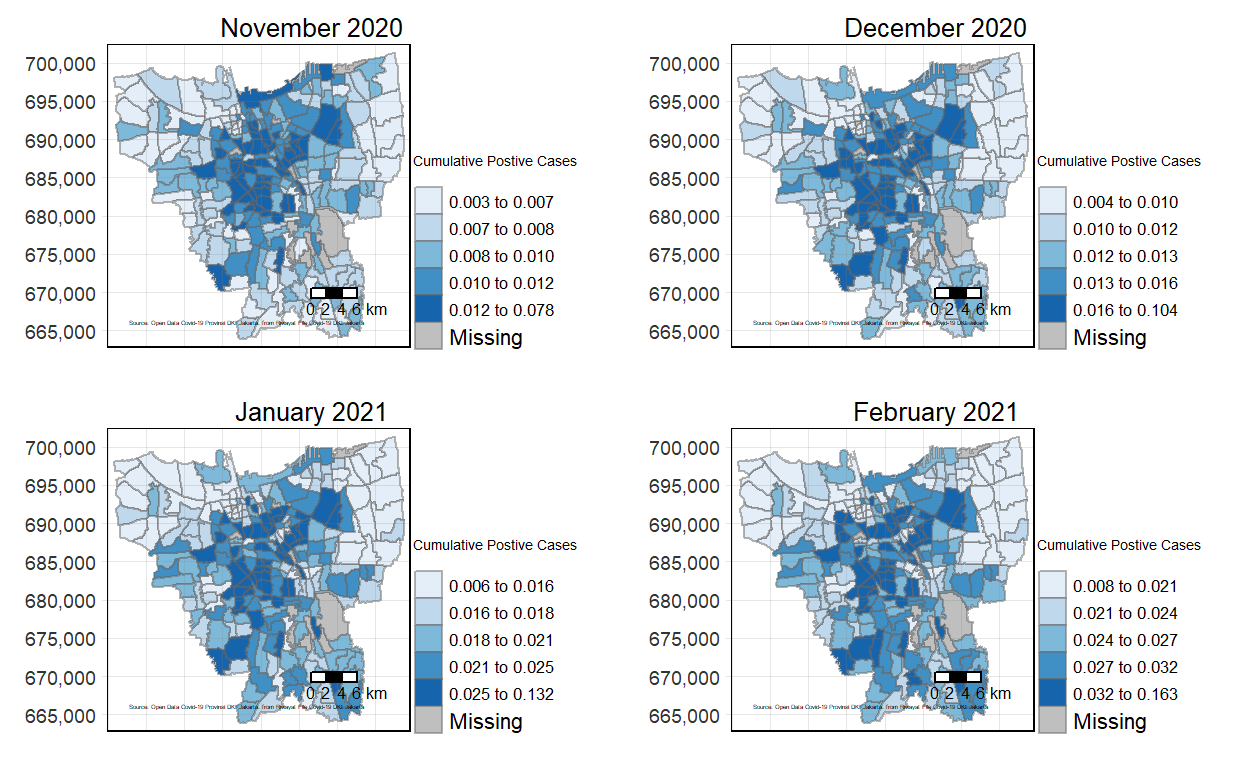 November 2020
700,000
695,000
690,000
685,000
680,000
675,000
670,000
665,000
Cumulative Postive Cases
0.003 to 0.007
0.007 to 0.008
0.008 to 0.010
0.010 to 0.012
0.012 to 0.078
Missing
0 2 4 6 km
Source. Open Data Covid-19 Provinsi DKI Jakarta. from Riwayat File Covid-19 DKI Jakarta
December 2020
700,000
695,000
690,000
685,000
680,000
675,000
670,000
665,000
Cumulative Postive Cases
0.004 to 0.010
0.010 to 0.012
0.012 to 0.013
0.013 to 0.016
0.016 to 0.104
Missing
0 2 4 6 km
Source. Open Data Covid-19 Provinsi DKI Jakarta. from Riwayat File Covid-19 DKI Jakarta
January 2021
700,000
695,000
690,000
685,000
680,000
675,000
670,000
665,000
Cumulative Postive Cases
0.006 to 0.016
0.016 to 0.018
0.018 to 0.021
0.021 to 0.025
0.025 to 0.132
Missing
0 2 4 6 km
Source. Open Data Covid-19 Provinsi DKI Jakarta. from Riwayat File Covid-19 DKI Jakarta
February 2021
700,000
695,000
690,000
685,000
680,000
675,000
670,000
665,000
Cumulative Postive Cases
0.008 to 0.021
0.021 to 0.024
0.024 to 0.027
0.027 to 0.032
0.032 to 0.163
Missing
0 2 4 6 km
Source. Open Data Covid-19 Provinsi DKI Jakarta. from Riwayat File Covid-19 DKI Jakarta